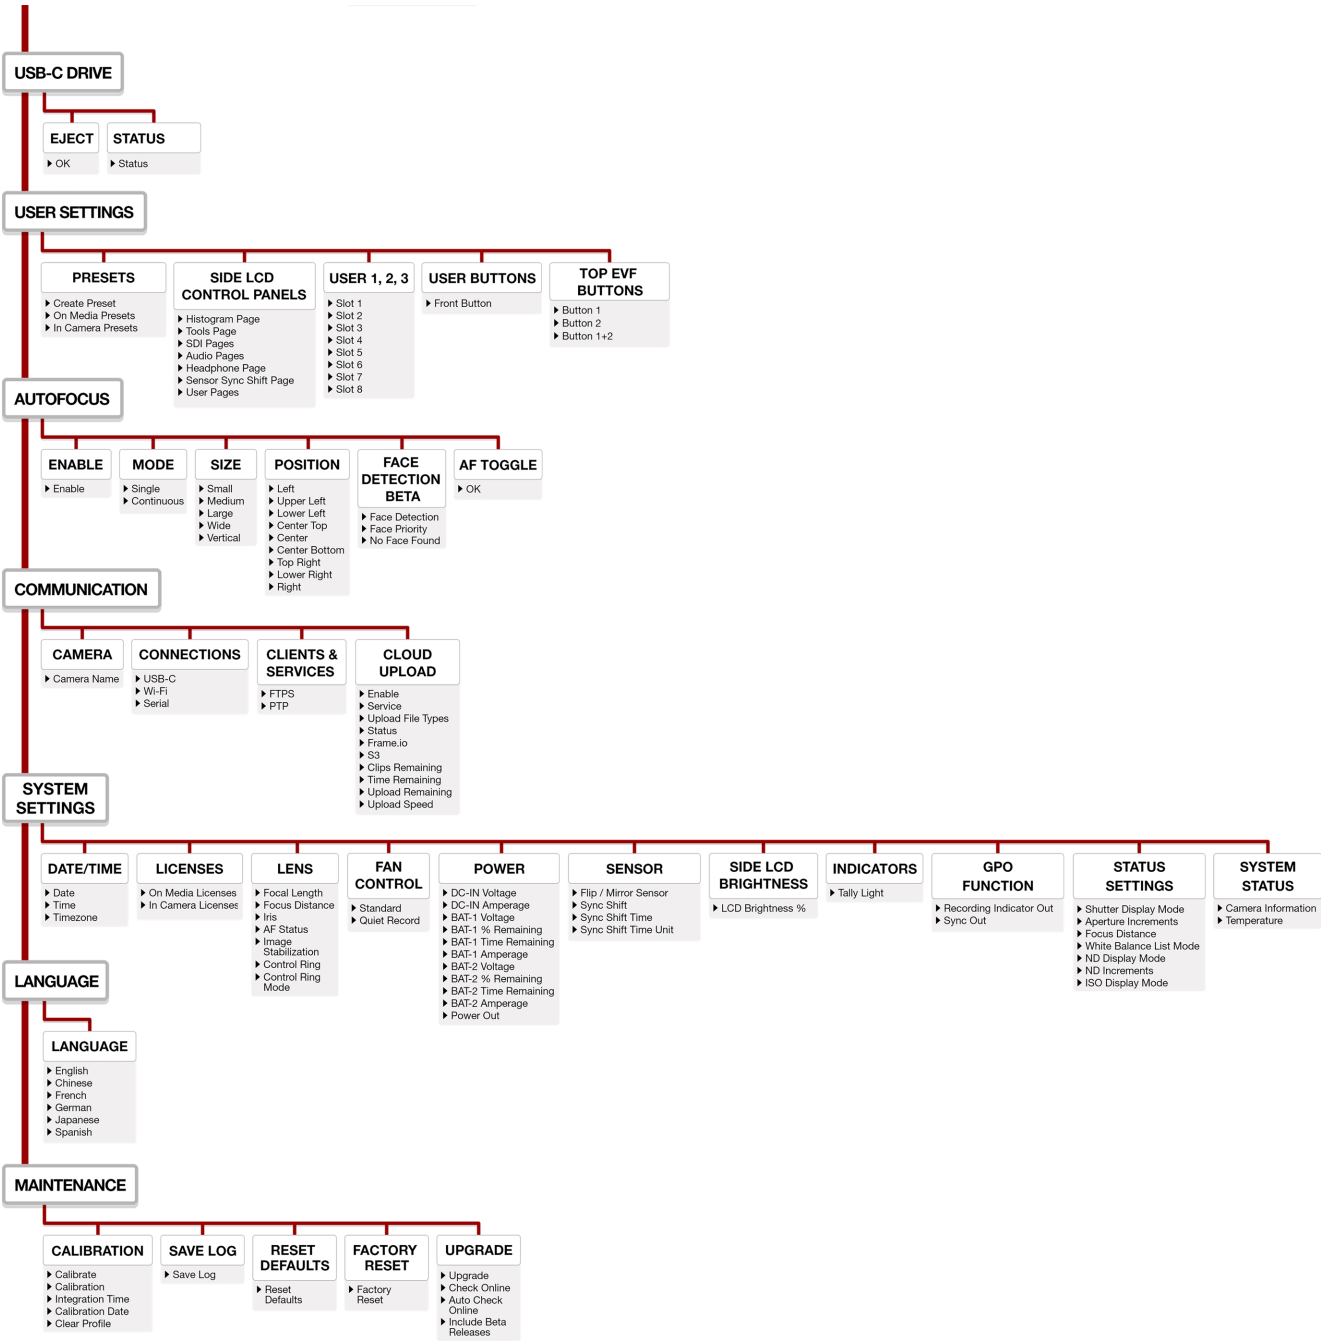 USB-C DRIVE
EJECT
OK
STATUS
Status
USER SETTINGS
PRESETS
Create Preset
On Media Presets
In Camera Presets
SIDE LCD
CONTROL PANELS
Histogram Page
Tools Page
SDI Pages
Audio Pages
Headphone Page
Sensor Sync Shift Page
User Pages
USER 1, 2, 3
Slot 1
Slot 2
Slot 3
Slot 4
Slot 5
Slot 6
Slot 7
Slot 8
USER BUTTONS
Front Button
TOP EVF
BUTTONS
Button 1
Button 2
Button 1+2
AUTOFOCUS
ENABLE
Enable
MODE
Single
Continuous
SIZE
Small
Medium
Large
Wide
Vertical
POSITION
Left
Upper Left
Lower Left
Center Top
Center
Center Bottom
Top Right
Lower Right
Right
FACE
DETECTION
BETA
Face Detection
Face Priority
No Face Found
AF TOGGLE
OK
COMMUNICATION
CAMERA
Camera Name
CONNECTIONS
USB-C
Wi-Fi
Serial
CLIENTS &
SERVICES
FTPS
PTP
CLOUD
UPLOAD
Enable
Service
Upload File Types
Status
Frame.io
S3
Clips Remaining
Time Remaining
Upload Remaining
Upload Speed
SYSTEM
SETTINGS
DATE/TIME
Date
Time
Timezone
LICENSES
On Media Licenses
In Camera Licenses
LENS
Focal Length
Focus Distance
Iris
AF Status
Image
Stabilization
Control Ring
Control Ring
Mode
FAN
CONTROL
Standard
Quiet Record
POWER
DC-IN Voltage
DC-IN Amperage
BAT-1 Voltage
BAT-1 % Remaining
BAT-1 Time Remaining
BAT-1 Amperage
BAT-2 Voltage
BAT-2 % Remaining
BAT-2 Time Remaining
BAT-2 Amperage
Power Out
SENSOR
Flip / Mirror Sensor
Sync Shift
Sync Shift Time
Sync Shift Time Unit
SIDE LCD
BRIGHTNESS
LCD Brightness %
INDICATORS
Tally Light
GPO
FUNCTION
Recording Indicator Out
Sync Out
STATUS
SETTINGS
Shutter Display Mode
Aperture Increments
Focus Distance
White Balance List Mode
ND Display Mode
ND Increments
ISO Display Mode
SYSTEM
STATUS
Camera Information
Temperature
LANGUAGE
LANGUAGE
English
Chinese
French
German
Japanese
Spanish
MAINTENANCE
CALIBRATION
Calibrate
Calibration
Integration Time
Calibration Date
Clear Profile
SAVE LOG
Save Log
RESET
DEFAULTS
Reset
Defaults
FACTORY
RESET
Factory
Reset
UPGRADE
Upgrade
Check Online
Auto Check
Online
Include Beta
Releases